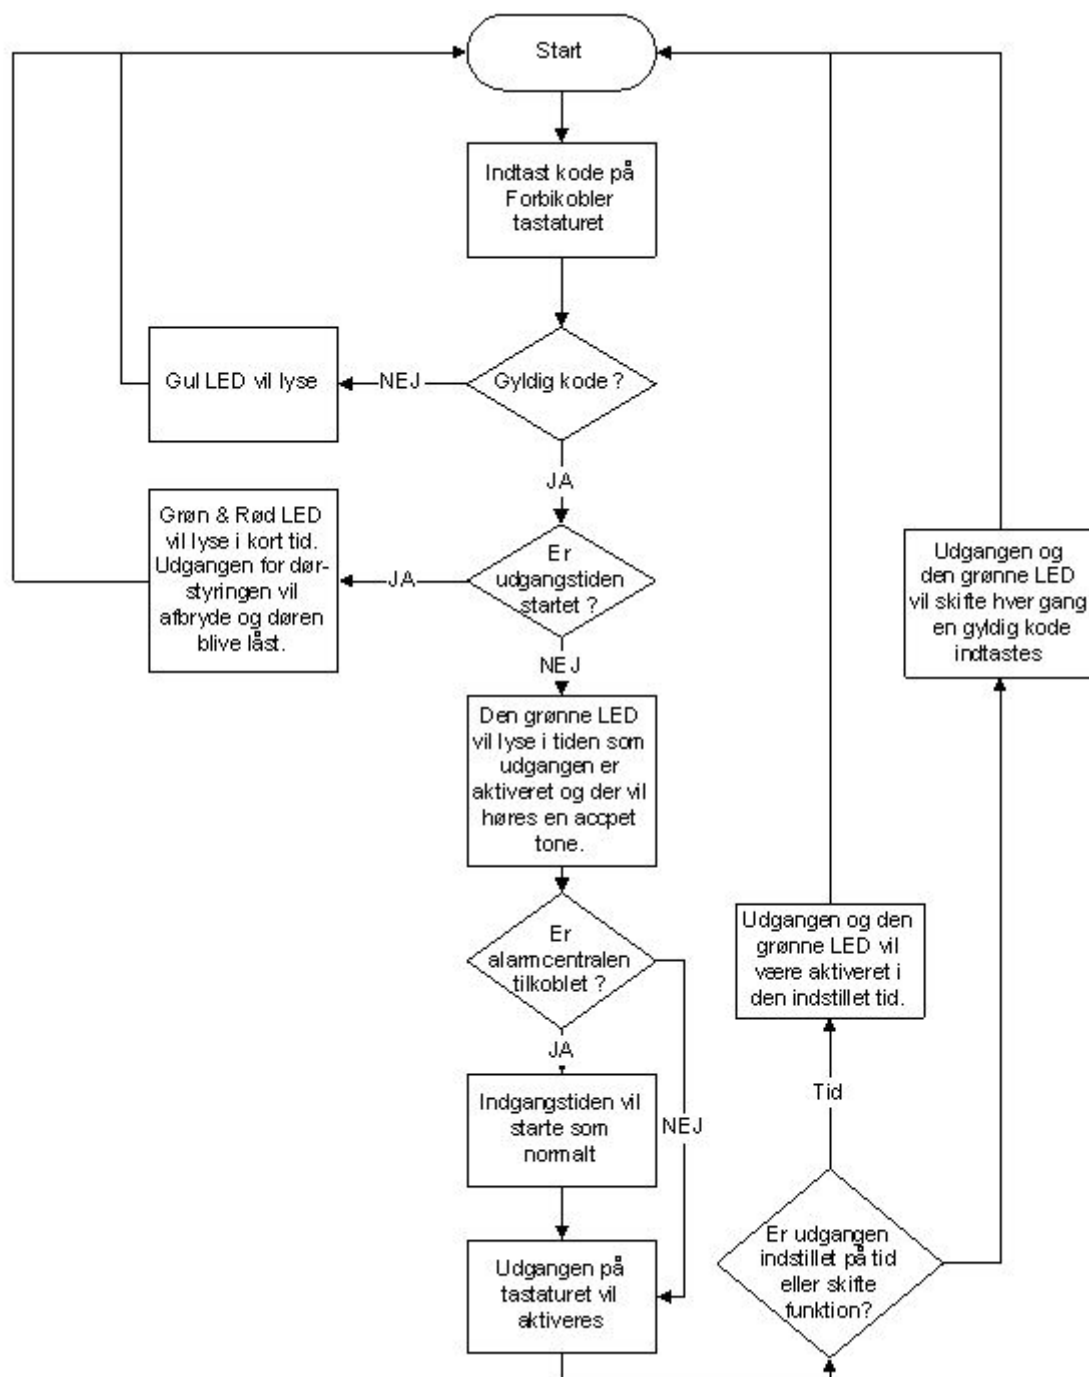 Start
Indtast kode på
Forbikobler
tastaturet
Gyldig kode ?
NEJ
Gul LED vil lyse
JA
Er
udgangstiden
startet ?
JA
Grøn & Rød LED
vil lyse i kort tid.
Udgangen for dør-
styringen vil
afbryde og døren
blive låst.
NEJ
Den grønne LED
vil lyse i tiden som
udgangen er
aktiveret og der vil
høres en accpet
tone.
Er
alarmcentralen
tilkoblet ?
JA
NEJ
Indgangstiden vil
starte som
normalt
Udgangen på
tastaturet vil
aktiveres
Er udgangen
indstillet på tid
eller skifte
funktion?
Tid
Udgangen og den
grønne LED vil
være aktiveret i
den indstillet tid.
Udgangen og
den grønne LED
vil skifte hver gang
en gyldig kode
indtastes